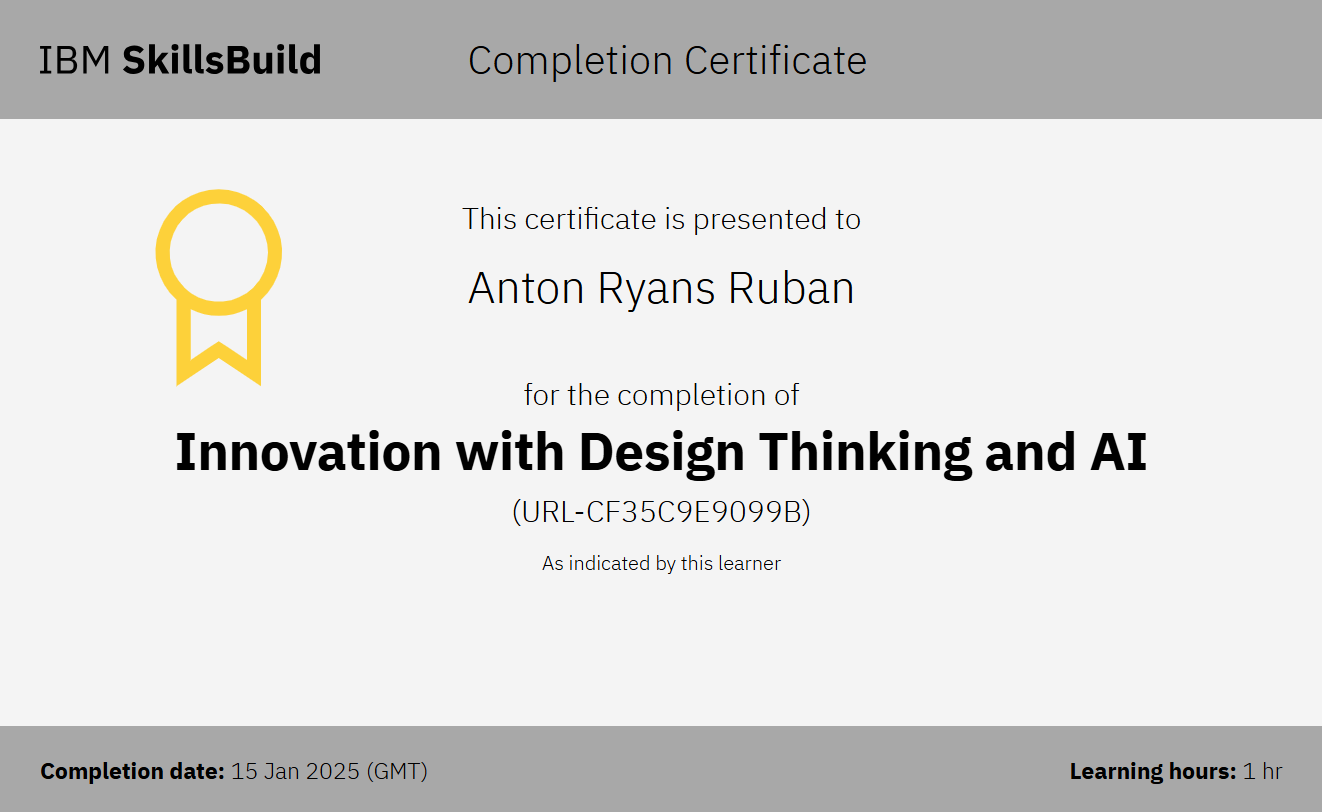 IBM SkillsBuild
Completion Certificate
This certificate is presented to
Anton Ryans Ruban
for the completion of
Innovation with Design Thinking and AI
(URL-CF35C9E9099B)
As indicated by this learner
Completion date: 15 Jan 2025 (GMT)
Learning hours: 1 hr